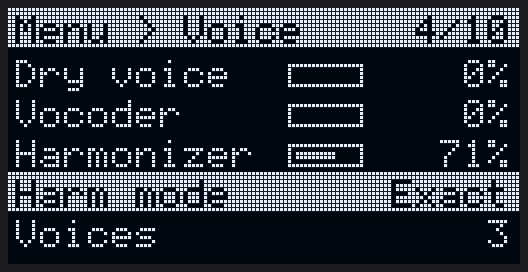 Menu > Voice 4/10
Dry voice 0%
Vocoder 0%
Harmonizer 71%
Harm mode Exact
Voices 3